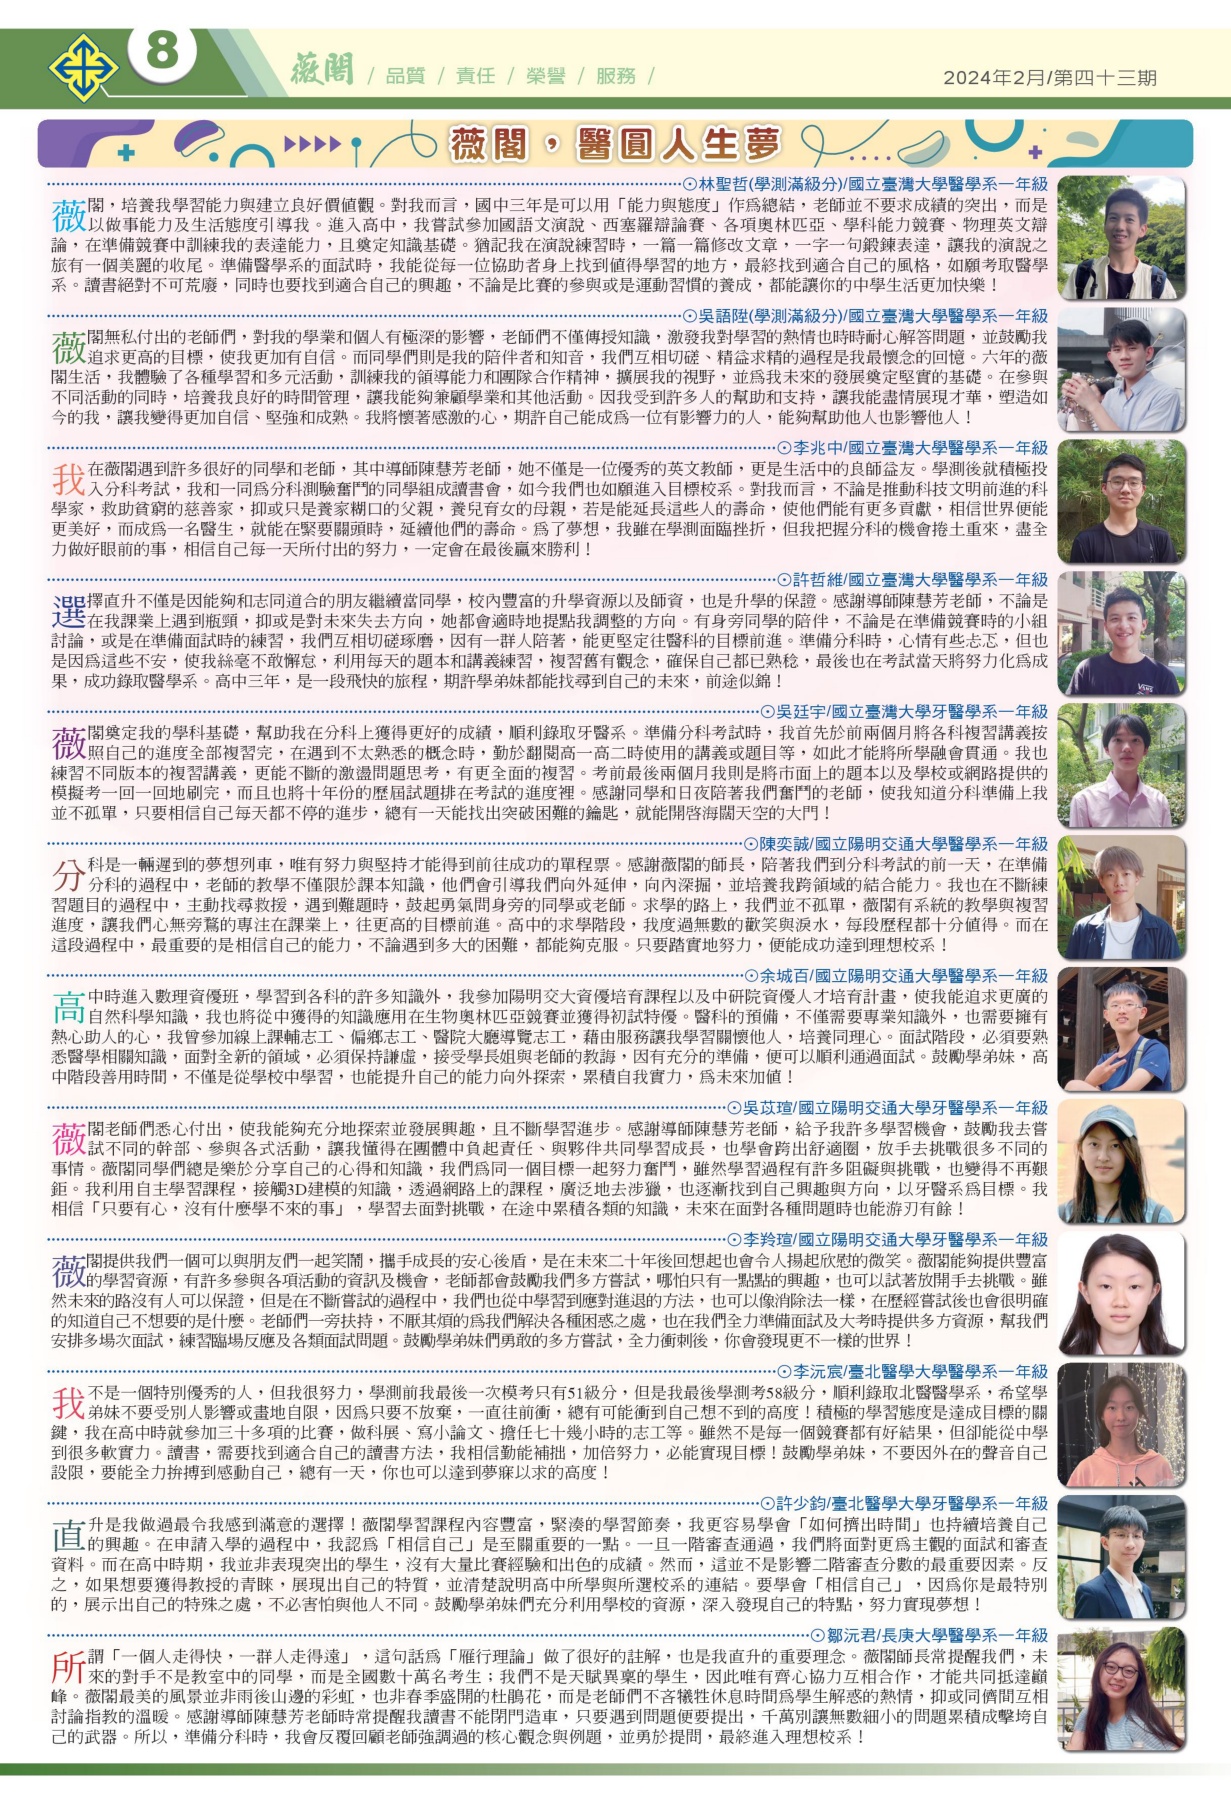 8
薇閣 / 品質 / 責任 / 榮譽 / 服務 /
2024年2月/第四十三期
薇閣，醫圓人生夢
⊙林聖哲(學測滿級分)/國立臺灣大學醫學系一年級
薇閣，培養我學習能力與建立良好價值觀。對我而言，國中三年是可以用「能力與態度」作為總結，老師並不要求成績的突出，而是
以做事能力及生活態度引導我。進入高中，我嘗試參加國語文演說、西塞羅辯論賽、各項奧林匹亞、學科能力競賽、物理英文辯
論，在準備競賽中訓練我的表達能力，且奠定知識基礎。猶記我在演說練習時，一篇一篇修改文章，一字一句鍛鍊表達，讓我的演說之
旅有一個美麗的收尾。準備醫學系的面試時，我能從每一位協助者身上找到值得學習的地方，最終找到適合自己的風格，如願考取醫學
系。讀書絕對不可荒廢，同時也要找到適合自己的興趣，不論是比賽的參與或是運動習慣的養成，都能讓你的中學生活更加快樂！
⊙吳語陞(學測滿級分)/國立臺灣大學醫學系一年級
薇閣無私付出的老師們，對我的學業和個人有極深的影響，老師們不僅傳授知識，激發我對學習的熱情也時時耐心解答問題，並鼓勵我
追求更高的目標，使我更加有自信。而同學們則是我的陪伴者和知音，我們互相切磋、精益求精的過程是我最懷念的回憶。六年的薇
閣生活，我體驗了各種學習和多元活動，訓練我的領導能力和團隊合作精神，擴展我的視野，並為我未來的發展奠定堅實的基礎。在參與
不同活動的同時，培養我良好的時間管理，讓我能夠兼顧學業和其他活動。因我受到許多人的幫助和支持，讓我能盡情展現才華，塑造如
今的我，讓我變得更加自信、堅強和成熟。我將懷著感激的心，期許自己能成為一位有影響力的人，能夠幫助他人也影響他人！
⊙李兆中/國立臺灣大學醫學系一年級
我在薇閣遇到許多很好的同學和老師，其中導師陳慧芳老師，她不僅是一位優秀的英文教師，更是生活中的良師益友。學測後就積極投
入分科考試，我和一同為分科測驗奮鬥的同學組成讀書會，如今我們也如願進入目標校系。對我而言，不論是推動科技文明前進的科
學家，救助貧窮的慈善家，抑或只是養家糊口的父親，養兒育女的母親，若是能延長這些人的壽命，使他們能有更多貢獻，相信世界便能
更美好，而成為一名醫生，就能在緊要關頭時，延續他們的壽命。為了夢想，我雖在學測面臨挫折，但我把握分科的機會捲土重來，盡全
力做好眼前的事，相信自己每一天所付出的努力，一定會在最後贏來勝利！
⊙許哲維/國立臺灣大學醫學系一年級
選擇直升不僅是因能夠和志同道合的朋友繼續當同學，校內豐富的升學資源以及師資，也是升學的保證。感謝導師陳慧芳老師，不論是
在我課業上遇到瓶頸，抑或是對未來失去方向，她都會適時地提點我調整的方向。有身旁同學的陪伴，不論是在準備競賽時的小組
討論，或是在準備面試時的練習，我們互相切磋琢磨，因有一群人陪著，能更堅定往醫科的目標前進。準備分科時，心情有些忐忑，但也
是因為這些不安，使我絲毫不敢懈怠，利用每天的題本和講義練習，複習舊有觀念，確保自己都已熟稔，最後也在考試當天將努力化為成
果，成功錄取醫學系。高中三年，是一段飛快的旅程，期許學弟妹都能找尋到自己的未來，前途似錦！
⊙吳廷宇/國立臺灣大學牙醫學系一年級
薇閣奠定我的學科基礎，幫助我在分科上獲得更好的成績，順利錄取牙醫系。準備分科考試時，我首先於前兩個月將各科複習講義按
照自己的進度全部複習完，在遇到不太熟悉的概念時，勤於翻閱高一高二時使用的講義或題目等，如此才能將所學融會貫通。我也
練習不同版本的複習講義，更能不斷的激盪問題思考，有更全面的複習。考前最後兩個月我則是將市面上的題本以及學校或網路提供的
模擬考一回一回地刷完，而且也將十年份的歷屆試題排在考試的進度裡。感謝同學和日夜陪著我們奮鬥的老師，使我知道分科準備上我
並不孤單，只要相信自己每天都不停的進步，總有一天能找出突破困難的鑰匙，就能開啓海闊天空的大門！
⊙陳奕誠/國立陽明交通大學醫學系一年級
分科是一輛遲到的夢想列車，唯有努力與堅持才能得到前往成功的單程票。感謝薇閣的師長，陪著我們到分科考試的前一天，在準備
分科的過程中，老師的教學不僅限於課本知識，他們會引導我們向外延伸，向內深掘，並培養我跨領域的結合能力。我也在不斷練
習題目的過程中，主動找尋救援，遇到難題時，鼓起勇氣問身旁的同學或老師。求學的路上，我們並不孤單，薇閣有系統的教學與複習
進度，讓我們心無旁鶩的專注在課業上，往更高的目標前進。高中的求學階段，我度過無數的歡笑與淚水，每段歷程都十分值得。而在
這段過程中，最重要的是相信自己的能力，不論遇到多大的困難，都能夠克服。只要踏實地努力，便能成功達到理想校系！
⊙余城百/國立陽明交通大學醫學系一年級
高中時進入數理資優班，學習到各科的許多知識外，我參加陽明交大資優培育課程以及中研院資優人才培育計畫，使我能追求更廣的
自然科學知識，我也將從中獲得的知識應用在生物奧林匹亞競賽並獲得初試特優。醫科的預備，不僅需要專業知識外，也需要擁有
熱心助人的心，我曾參加線上課輔志工、偏鄉志工、醫院大廳導覽志工，藉由服務讓我學習關懷他人，培養同理心。面試階段，必須要熟
悉醫學相關知識，面對全新的領域，必須保持謙虛，接受學長姐與老師的教誨，因有充分的準備，便可以順利通過面試。鼓勵學弟妹，高
中階段善用時間，不僅是從學校中學習，也能提升自己的能力向外探索，累積自我實力，為未來加值！
⊙吳苡瑄/國立陽明交通大學牙醫學系一年級
薇閣老師們悉心付出，使我能夠充分地探索並發展興趣，且不斷學習進步。感謝導師陳慧芳老師，給予我許多學習機會，鼓勵我去嘗
試不同的幹部、參與各式活動，讓我懂得在團體中負起責任、與夥伴共同學習成長，也學會跨出舒適圈，放手去挑戰很多不同的
事情。薇閣同學們總是樂於分享自己的心得和知識，我們為同一個目標一起努力奮鬥，雖然學習過程有許多阻礙與挑戰，也變得不再艱
鉅。我利用自主學習課程，接觸3D建模的知識，透過網路上的課程，廣泛地去涉獵，也逐漸找到自己興趣與方向，以牙醫系為目標。我
相信「只要有心，沒有什麼學不來的事」，學習去面對挑戰，在途中累積各類的知識，未來在面對各種問題時也能游刃有餘！
⊙李羚瑄/國立陽明交通大學牙醫學系一年級
薇閣提供我們一個可以與朋友們一起笑鬧，攜手成長的安心後盾，是在未來二十年後回想起也會令人揚起欣慰的微笑。薇閣能夠提供豐富
的學習資源，有許多參與各項活動的資訊及機會，老師都會鼓勵我們多方嘗試，哪怕只有一點點的興趣，也可以試著放開手去挑戰。雖
然未來的路沒有人可以保證，但是在不斷嘗試的過程中，我們也從中學習到應對進退的方法，也可以像消除法一樣，在歷經嘗試後也會很明確
的知道自己不想要的是什麼。老師們一旁扶持，不厭其煩的為我們解決各種困惑之處，也在我們全力準備面試及大考時提供多方資源，幫我們
安排多場次面試，練習臨場反應及各類面試問題。鼓勵學弟妹們勇敢的多方嘗試，全力衝刺後，你會發現更不一樣的世界！
⊙李沅宸/臺北醫學大學醫學系一年級
我不是一個特別優秀的人，但我很努力，學測前我最後一次模考只有51級分，但是我最後學測考58級分，順利錄取北醫醫學系，希望學
弟妹不要受別人影響或畫地自限，因為只要不放棄，一直往前衝，總有可能衝到自己想不到的高度！積極的學習態度是達成目標的關
鍵，我在高中時就參加三十多項的比賽，做科展、寫小論文、擔任七十幾小時的志工等。雖然不是每一個競賽都有好結果，但卻能從中學
到很多軟實力。讀書，需要找到適合自己的讀書方法，我相信勤能補拙，加倍努力，必能實現目標！鼓勵學弟妹，不要因外在的聲音自己
設限，要能全力拚搏到感動自己，總有一天，你也可以達到夢寐以求的高度！
⊙許少鈞/臺北醫學大學牙醫學系一年級
直升是我做過最令我感到滿意的選擇！薇閣學習課程內容豐富，緊湊的學習節奏，我更容易學會「如何擠出時間」也持續培養自己
的興趣。在申請入學的過程中，我認為「相信自己」是至關重要的一點。一旦一階審查通過，我們將面對更為主觀的面試和審查
資料。而在高中時期，我並非表現突出的學生，沒有大量比賽經驗和出色的成績。然而，這並不是影響二階審查分數的最重要因素。反
之，如果想要獲得教授的青睞，展現出自己的特質，並清楚說明高中所學與所選校系的連結。要學會「相信自己」，因為你是最特別
的，展示出自己的特殊之處，不必害怕與他人不同。鼓勵學弟妹們充分利用學校的資源，深入發現自己的特點，努力實現夢想！
⊙鄒沅君/長庚大學醫學系一年級
所謂「一個人走得快，一群人走得遠」，這句話為「雁行理論」做了很好的註解，也是我直升的重要理念。薇閣師長常提醒我們，未
來的對手不是教室中的同學，而是全國數十萬名考生；我們不是天賦異稟的學生，因此唯有齊心協力互相合作，才能共同抵達巔
峰。薇閣最美的風景並非雨後山邊的彩虹，也非春季盛開的杜鵑花，而是老師們不吝犧牲休息時間為學生解惑的熱情，抑或同儕間互相
討論指教的溫暖。感謝導師陳慧芳老師時常提醒我讀書不能閉門造車，只要遇到問題便要提出，千萬別讓無數細小的問題累積成擊垮自
己的武器。所以，準備分科時，我會反覆回顧老師強調過的核心觀念與例題，並勇於提問，最終進入理想校系！